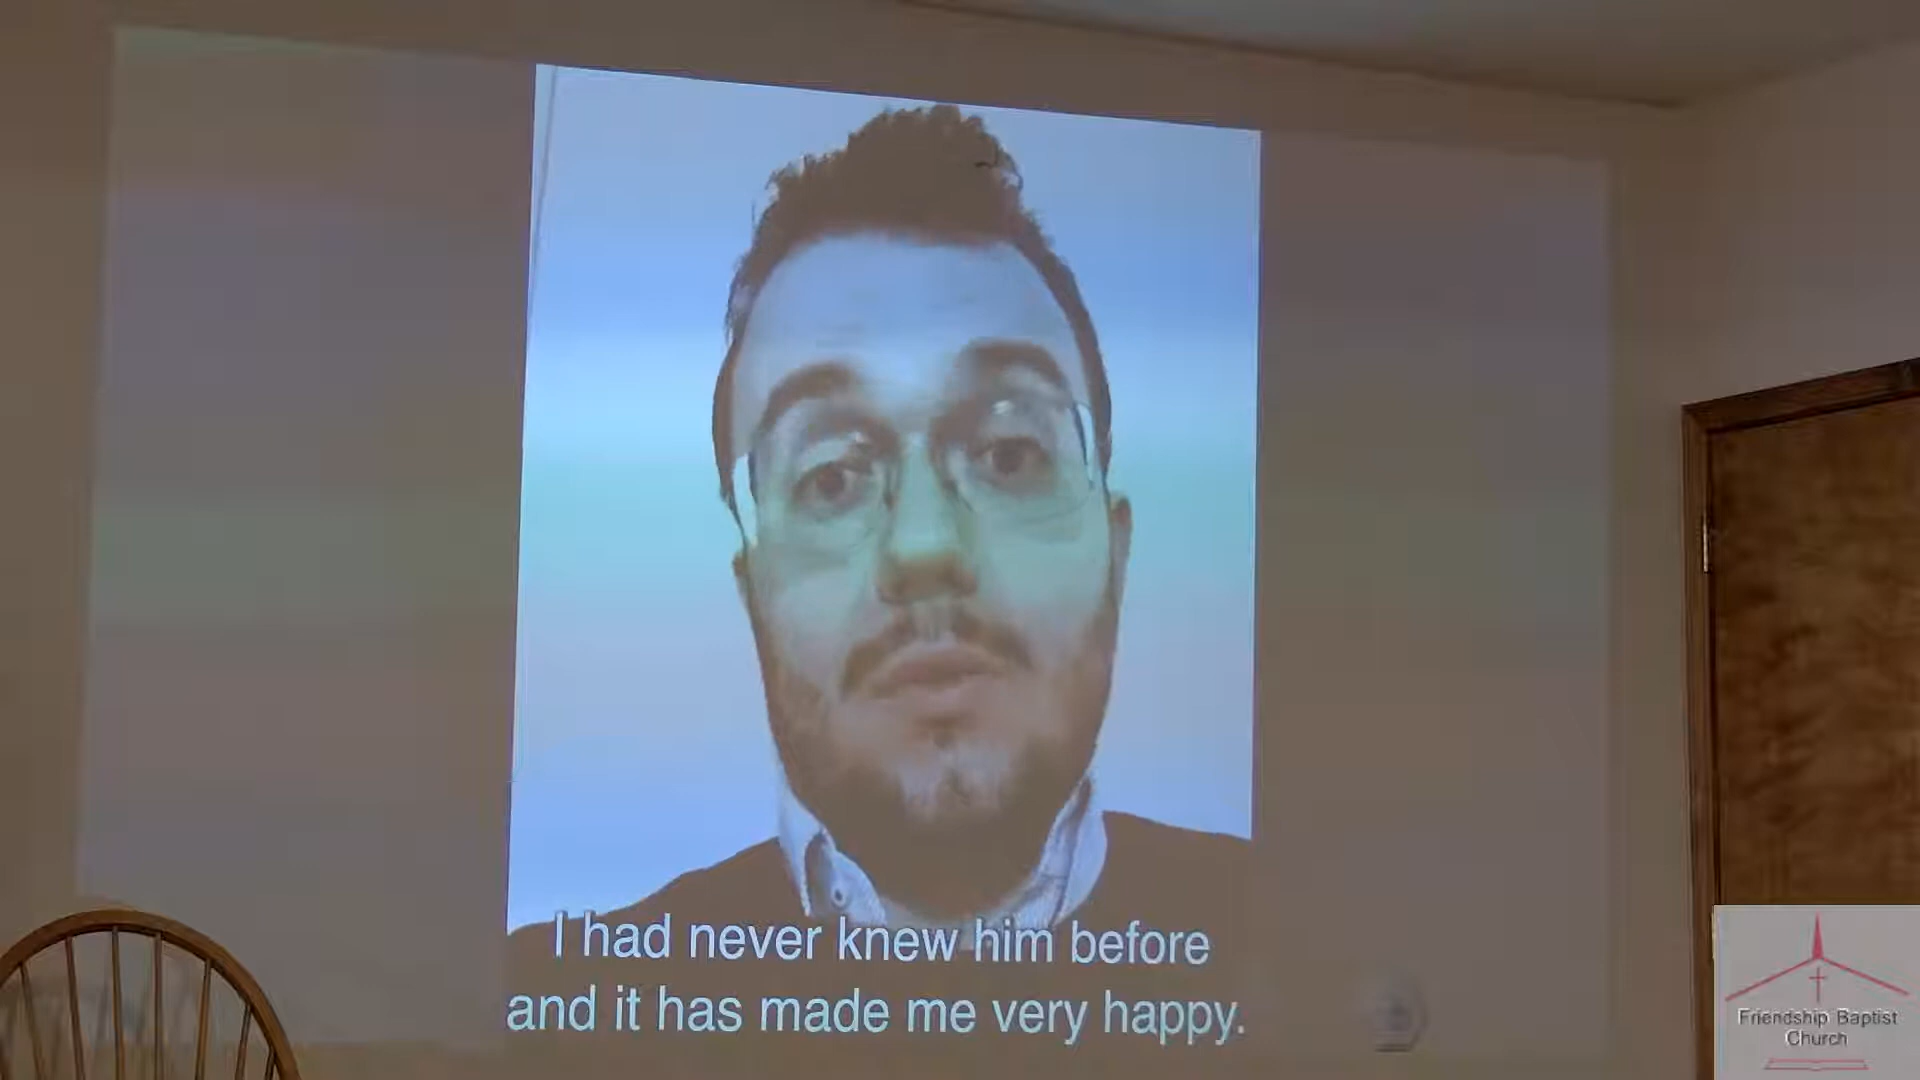 I had never knew him before
and it has made me very happy.
Friendship Baptist
Church